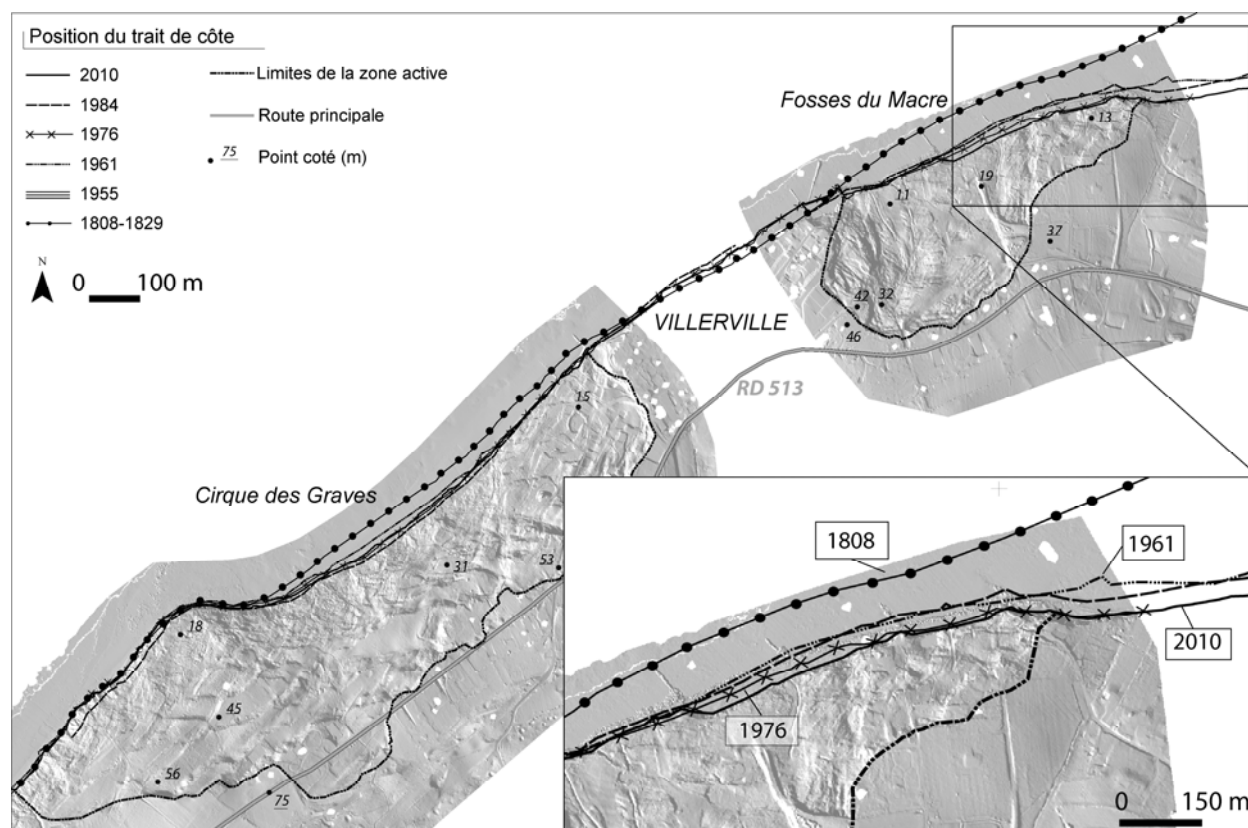 Position du trait de côte
2010
1984
1976
1961
1955
1808-1829
Limites de la zone active
Route principale
75 Point coté (m)
N
0 100 m
Fosses du Macre
13
19
11
37
42
32
46
VILLERVILLE
RD 513
15
Cirque des Graves
31
53
18
45
56
75
1808
1961
2010
1976
0 150 m